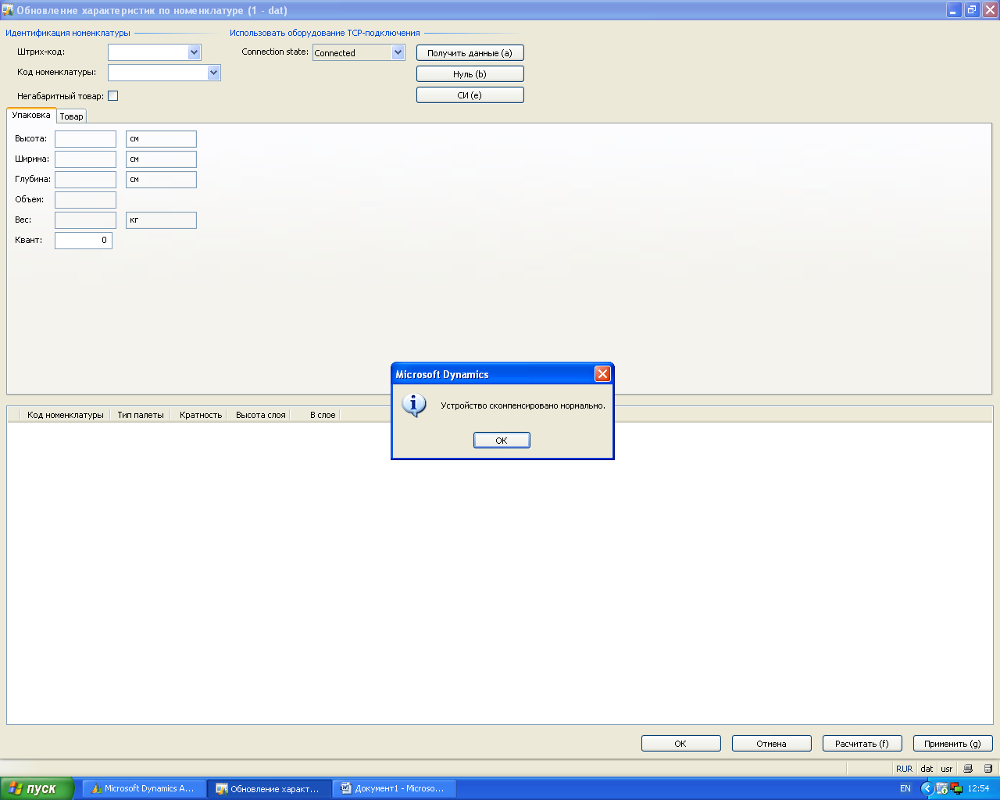 Обновление характеристик по номенклатуре (1 - dat)
Идентификация номенклатуры
Использовать оборудование TCP-подключения
Штрих-код:
Connection state: Connected
Получить данные (a)
Код номенклатуры:
Нуль (b)
Негабаритный товар:
СИ (e)
Упаковка Товар
Высота: см
Ширина: см
Глубина: см
Объем:
Вес: кг
Квант: 0
Microsoft Dynamics
Устройство скомпенсировано нормально.
OK
Код номенклатуры Тип палеты Кратность Высота слоя В слое
OK Отмена Расчитать (f) Применить (g)
RUR dat usr
пуск Microsoft Dynamics A... Обновление характ... Документ1 - Microso... EN 12:54